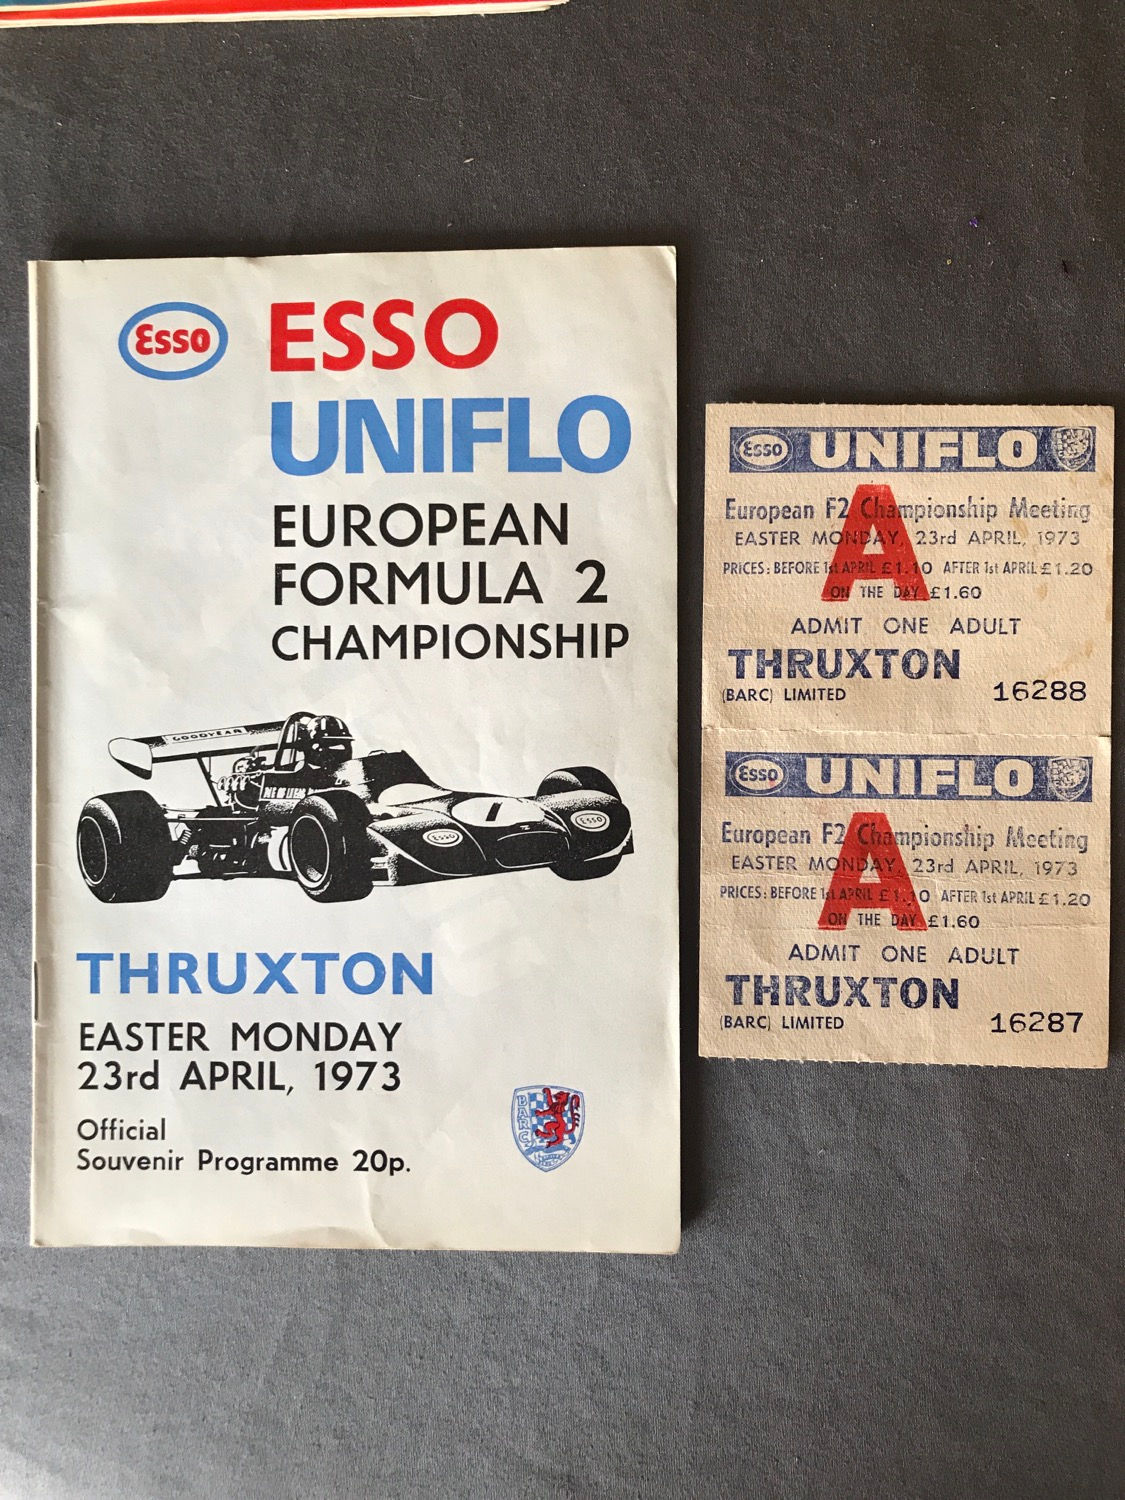 Esso
ESSO
UNIFLO
EUROPEAN
FORMULA 2
CHAMPIONSHIP
GOODYEAR
1
Esso
Esso
THRUXTON
EASTER MONDAY
23rd APRIL, 1973
Official
Souvenir Programme 20p.
BARC
Esso UNIFLO
European F2 Championship Meeting
EASTER MONDAY, 23rd APRIL, 1973
PRICES: BEFORE 1st APRIL £1.10 AFTER 1st APRIL £1.20
ON THE DAY £1.60
A
ADMIT ONE ADULT
THRUXTON
(BARC) LIMITED 16288
Esso UNIFLO
European F2 Championship Meeting
EASTER MONDAY, 23rd APRIL, 1973
PRICES: BEFORE 1st APRIL £1.10 AFTER 1st APRIL £1.20
ON THE DAY £1.60
A
ADMIT ONE ADULT
THRUXTON
(BARC) LIMITED 16287